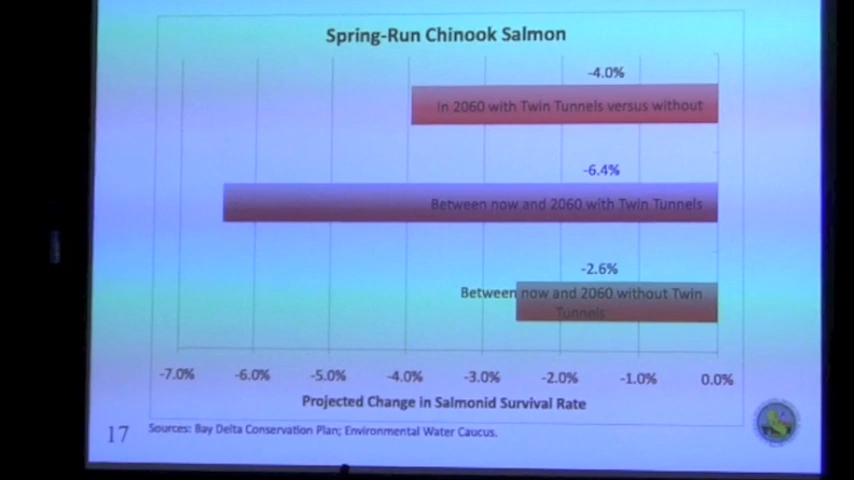 Spring-Run Chinook Salmon
-4.0%
In 2060 with Twin Tunnels versus without
-6.4%
Between now and 2060 with Twin Tunnels
-2.6%
Between now and 2060 without Twin
Tunnels
-7.0% -6.0% -5.0% -4.0% -3.0% -2.0% -1.0% 0.0%
Projected Change in Salmonid Survival Rate
17 Sources: Bay Delta Conservation Plan; Environmental Water Caucus.